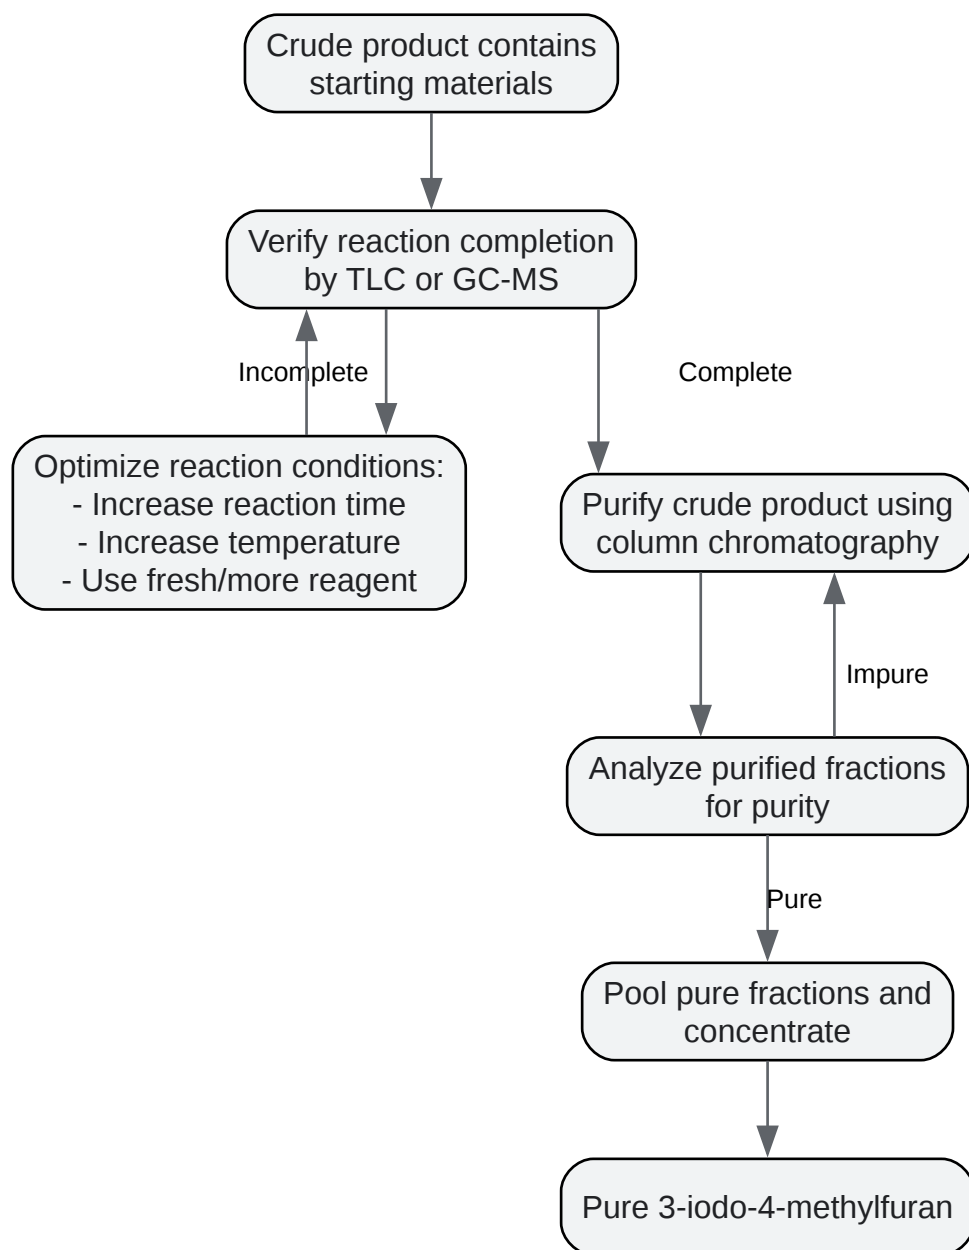 Crude product contains
starting materials
Verify reaction completion
by TLC or GC-MS
Incomplete
Complete
Optimize reaction conditions:
- Increase reaction time
- Increase temperature
- Use fresh/more reagent
Purify crude product using
column chromatography
Impure
Analyze purified fractions
for purity
Pure
Pool pure fractions and
concentrate
Pure 3-iodo-4-methylfuran